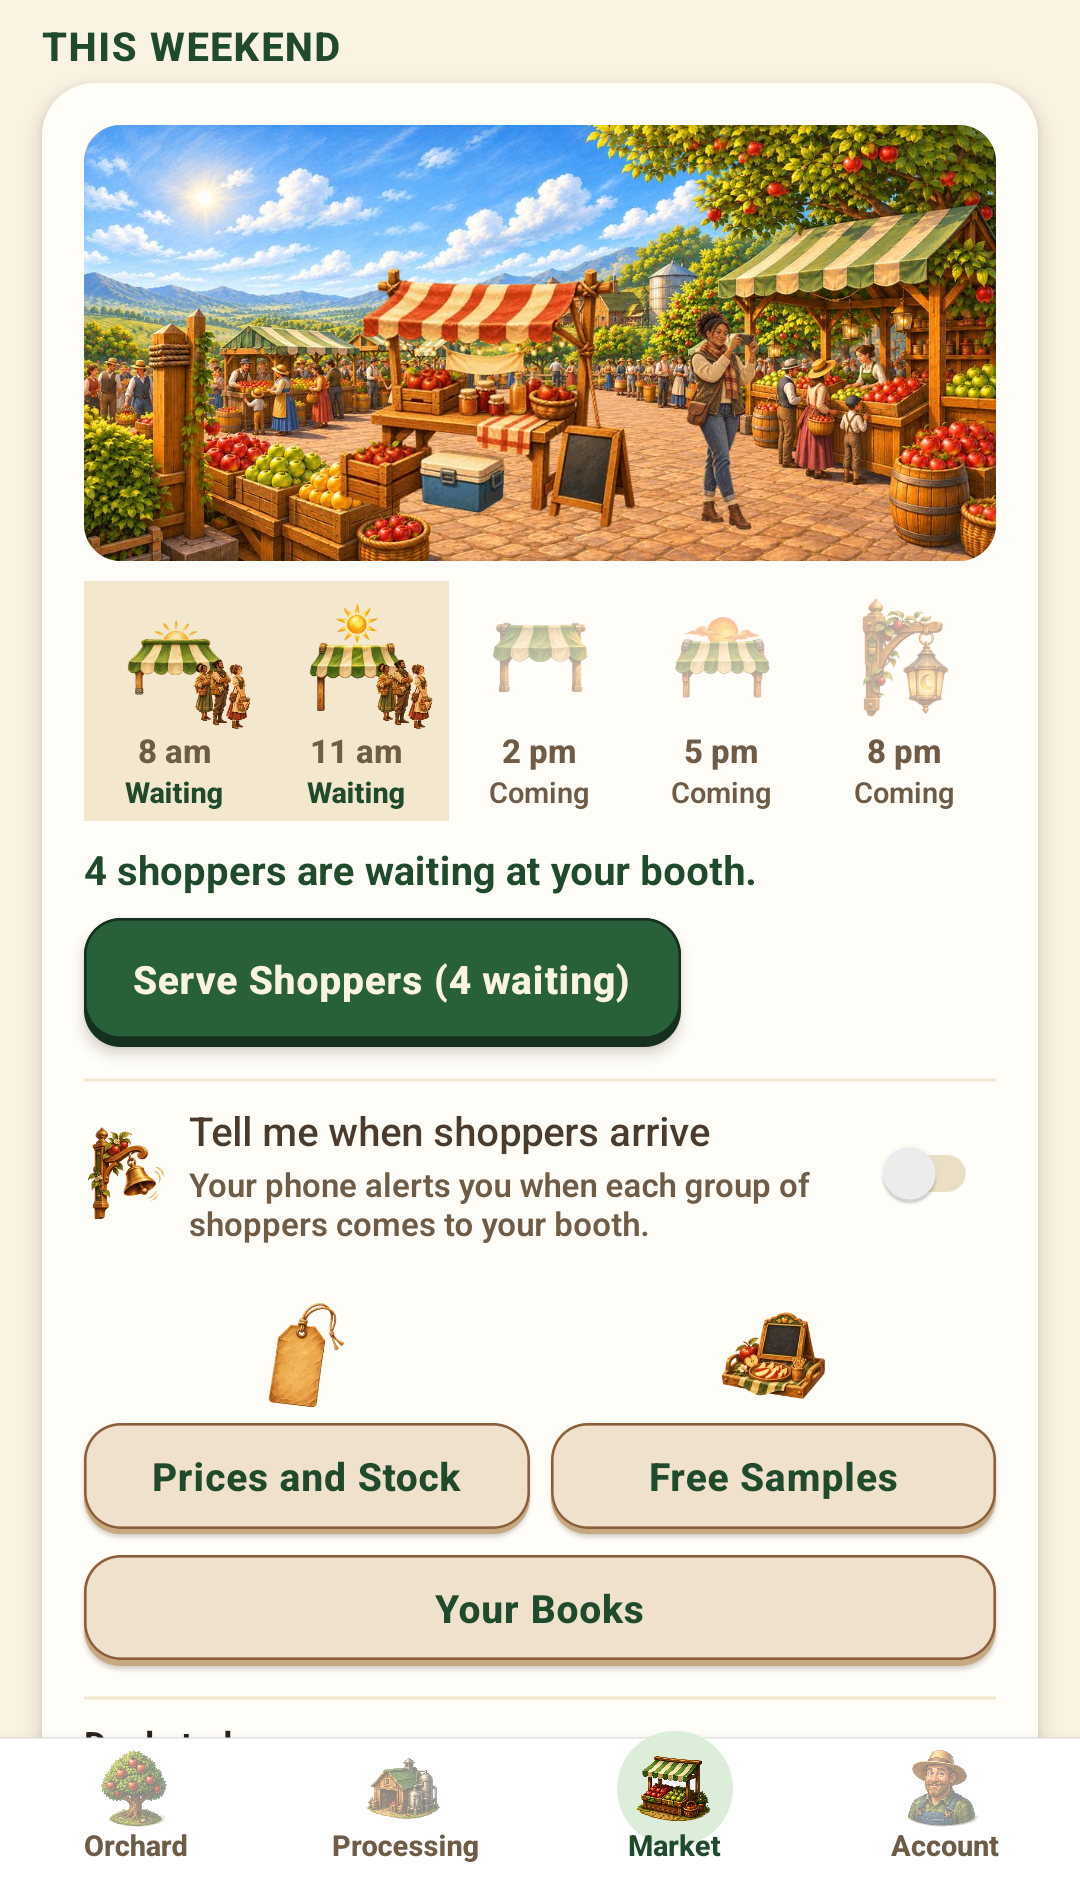 THIS WEEKEND
8 am
Waiting
11 am
Waiting
2 pm
Coming
5 pm
Coming
8 pm
Coming
4 shoppers are waiting at your booth.
Serve Shoppers (4 waiting)
Tell me when shoppers arrive
Your phone alerts you when each group of
shoppers comes to your booth.
Prices and Stock
Free Samples
Your Books
Orchard
Processing
Market
Account